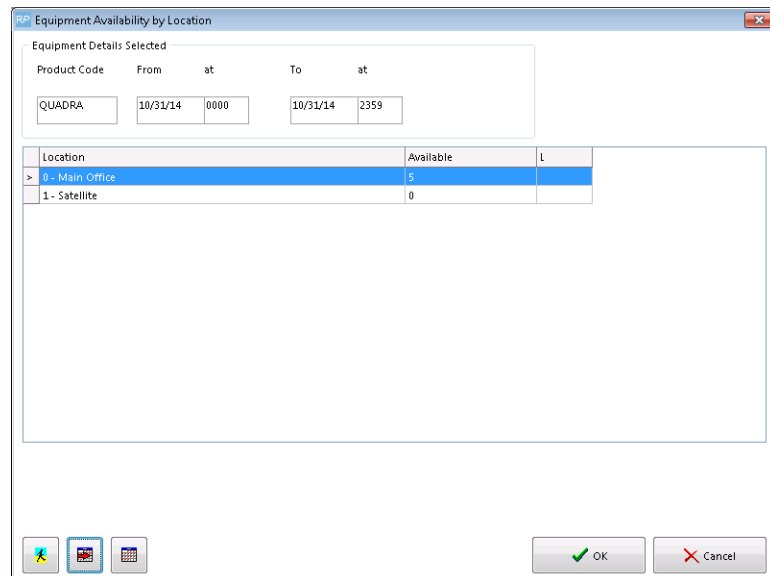 RP Equipment Availability by Location
Equipment Details Selected
Product Code From at To at
QUADRA 10/31/14 0000 10/31/14 2359
Location Available L
> 0 - Main Office 5
1 - Satellite 0
OK Cancel